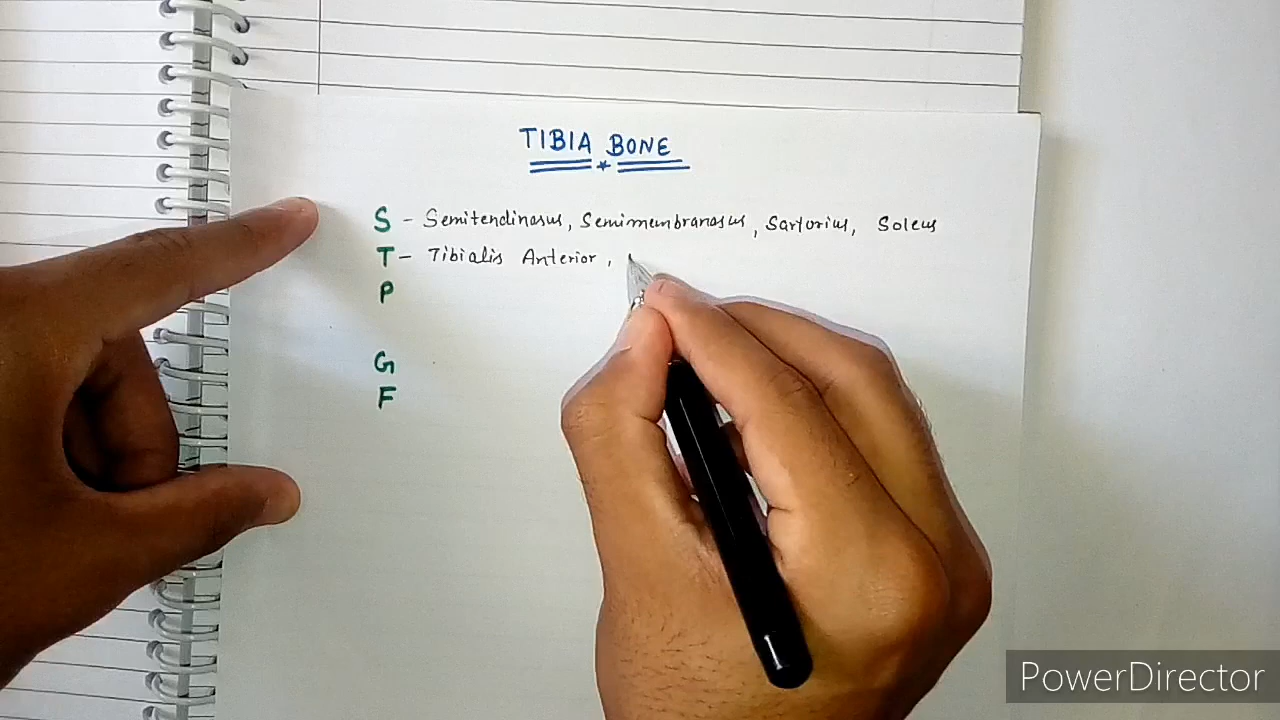 TIBIA BONE
S - Semitendinosus, Semimembranosus, Sartorius, Soleus
T - Tibialis Anterior,
P
G
F
PowerDirector